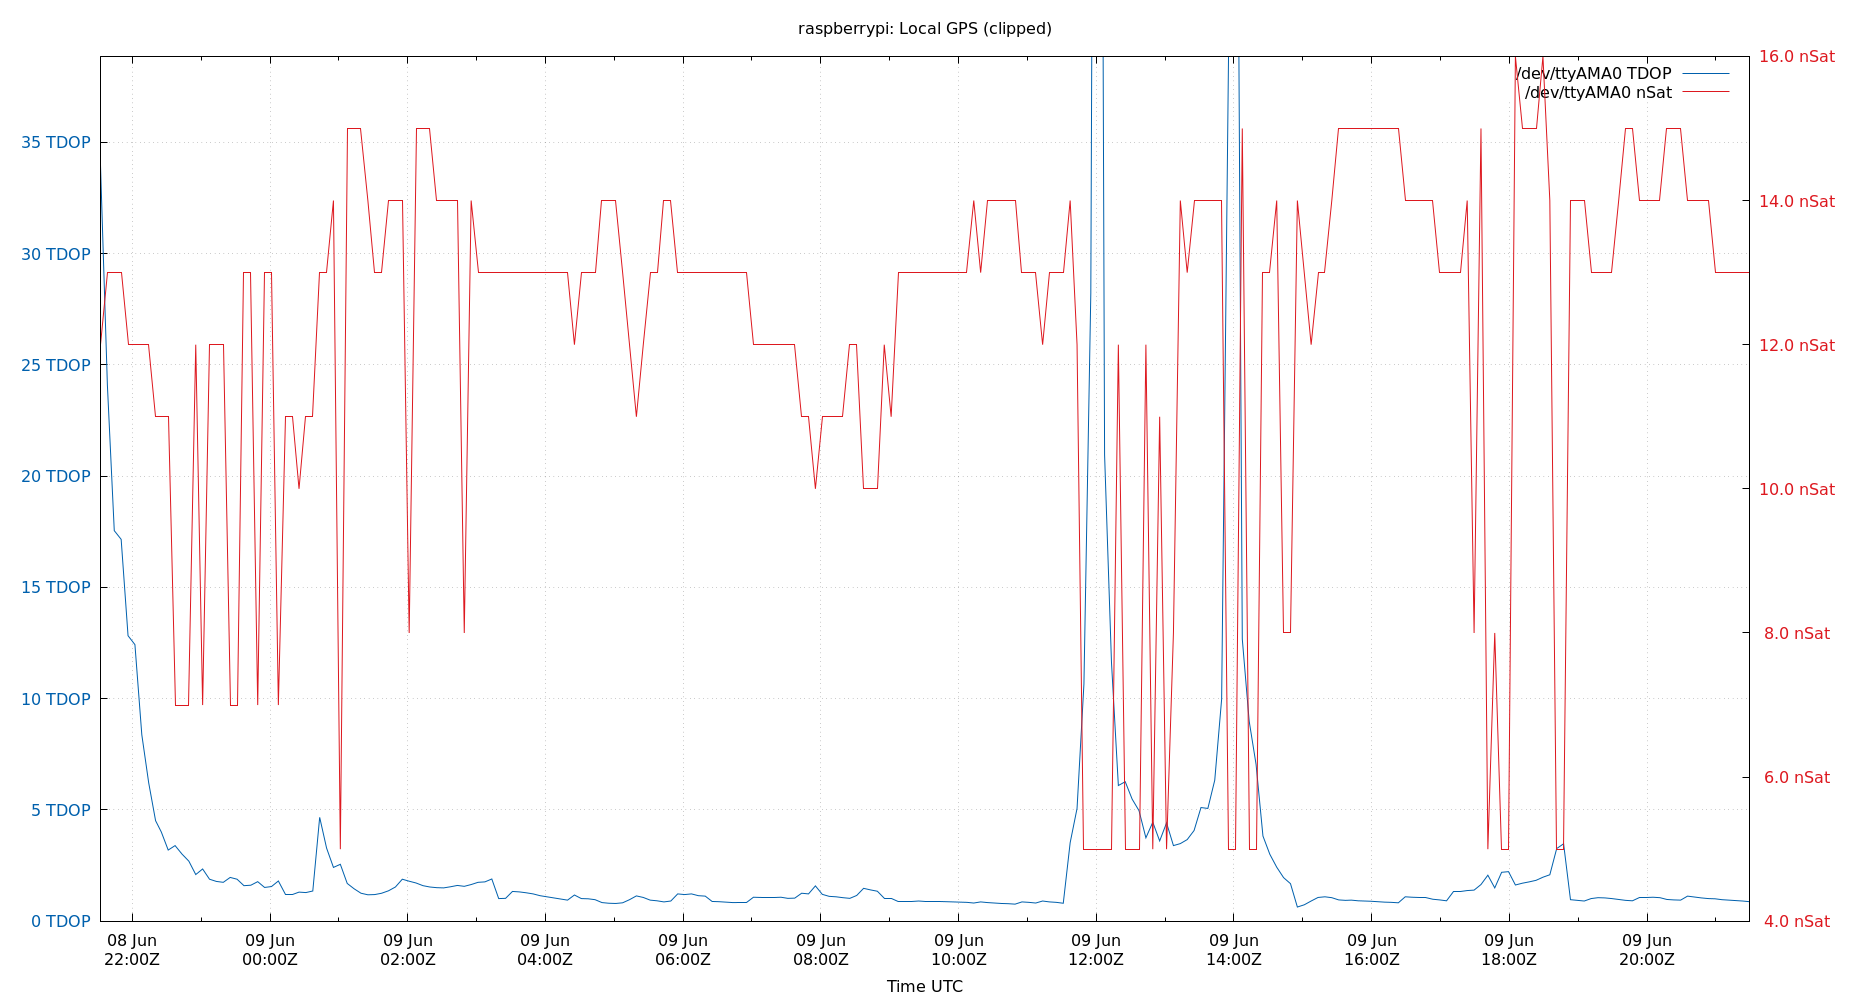 raspberrypi: Local GPS (clipped)
16.0 nSat
/dev/ttyAMA0 TDOP
/dev/ttyAMA0 nSat
35 TDOP
14.0 nSat
30 TDOP
12.0 nSat
25 TDOP
20 TDOP
10.0 nSat
15 TDOP
8.0 nSat
10 TDOP
6.0 nSat
5 TDOP
0 TDOP
4.0 nSat
08 Jun
22:00Z
09 Jun
00:00Z
09 Jun
02:00Z
09 Jun
04:00Z
09 Jun
06:00Z
09 Jun
08:00Z
09 Jun
10:00Z
09 Jun
12:00Z
09 Jun
14:00Z
09 Jun
16:00Z
09 Jun
18:00Z
09 Jun
20:00Z
Time UTC